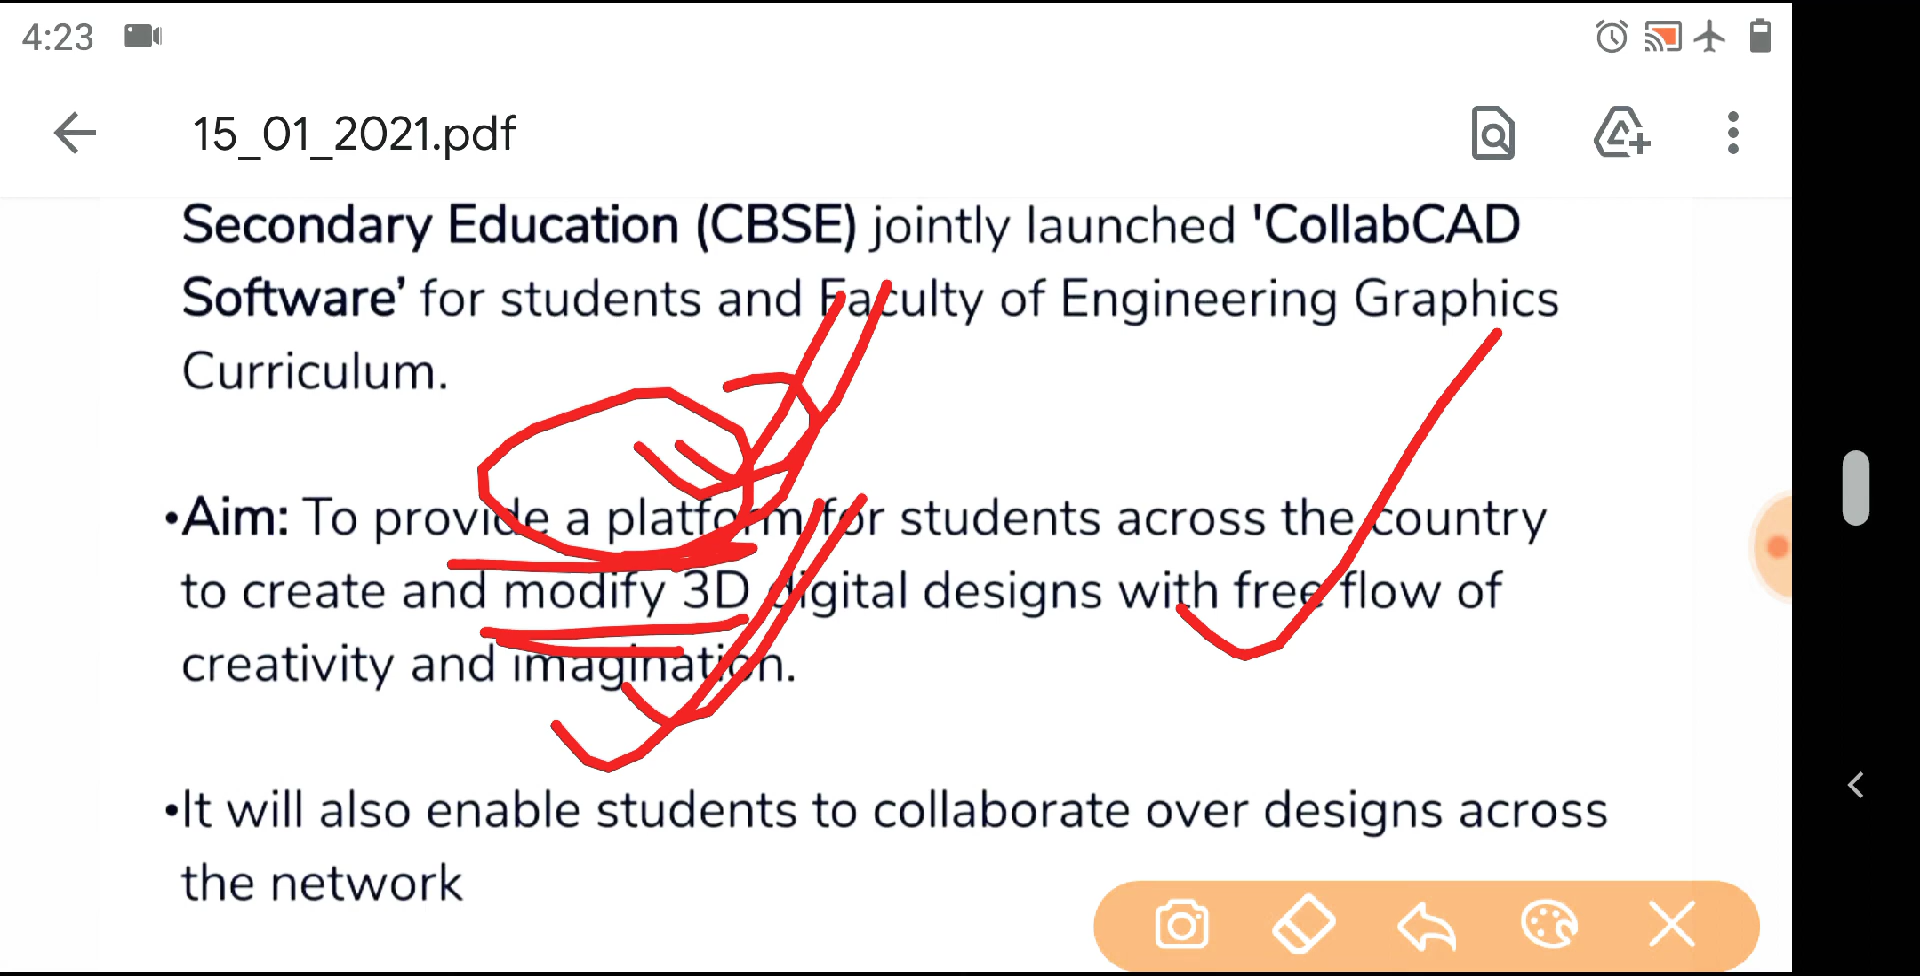 4:23
15_01_2021.pdf
Secondary Education (CBSE) jointly launched 'CollabCAD
Software’ for students and Faculty of Engineering Graphics
Curriculum.
•Aim: To provide a platform for students across the country
to create and modify 3D digital designs with free flow of
creativity and imagination.
•It will also enable students to collaborate over designs across
the network